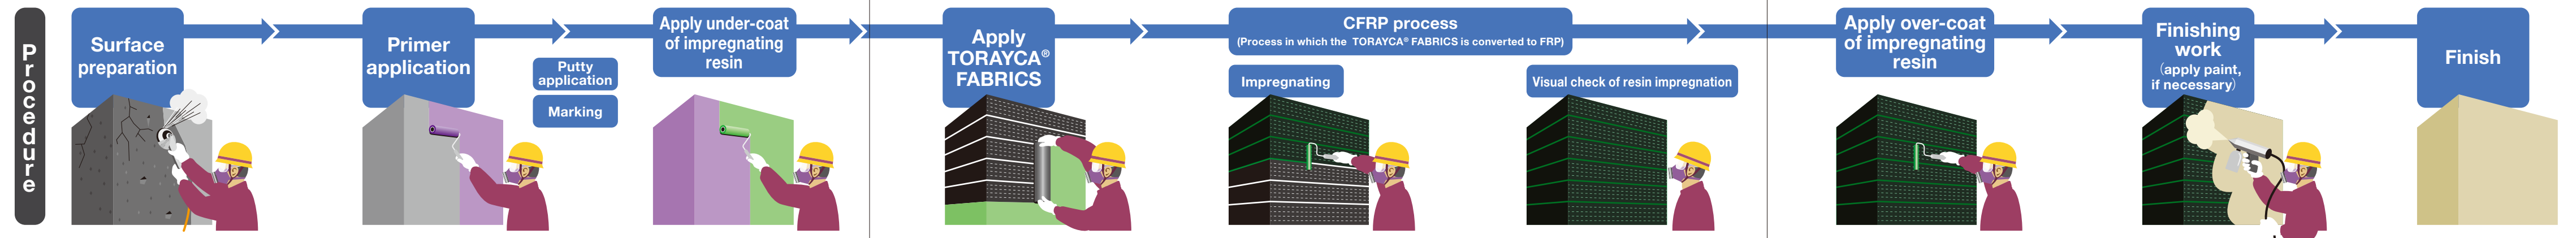 Procedure
Surface
preparation
Primer
application
Putty
application
Marking
Apply under-coat
of impregnating
resin
Apply
TORAYCA®
FABRICS
CFRP process
(Process in which the TORAYCA® FABRICS is converted to FRP)
Impregnating
Visual check of resin impregnation
Apply over-coat
of impregnating
resin
Finishing
work
(apply paint,
if necessary)
Finish